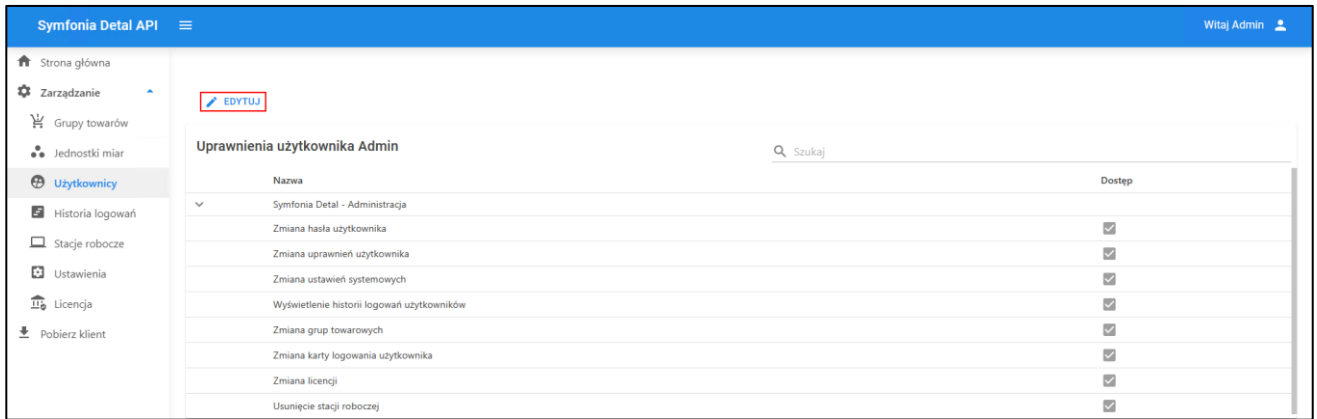 Symfonia Detal API
Witaj Admin
Strona główna
Zarządzanie
Grupy towarów
Jednostki miar
Użytkownicy
Historia logowań
Stacje robocze
Ustawienia
Licencja
Pobierz klient
EDYTUJ
Uprawnienia użytkownika Admin
Szukaj
Nazwa Dostęp
Symfonia Detal - Administracja
Zmiana hasła użytkownika
Zmiana uprawnień użytkownika
Zmiana ustawień systemowych
Wyświetlenie historii logowań użytkowników
Zmiana grup towarowych
Zmiana karty logowania użytkownika
Zmiana licencji
Usunięcie stacji roboczej